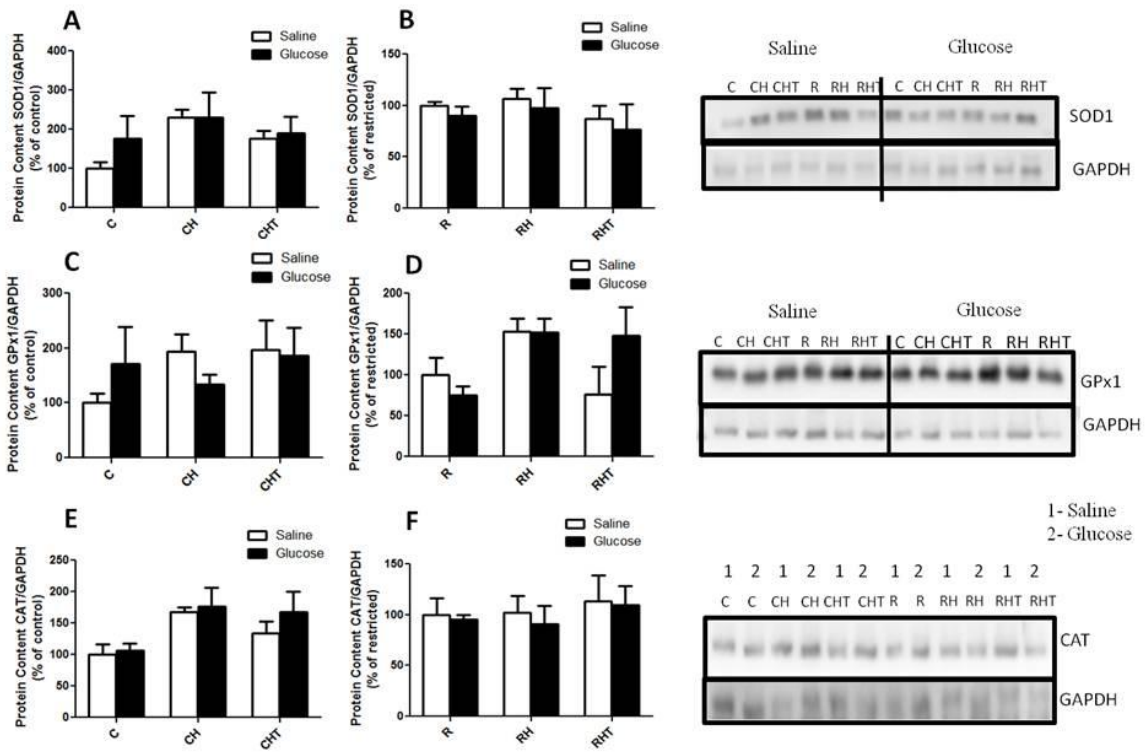 A
Saline
Glucose
Protein Content SOD1/GAPDH
(% of control)
400
300
200
100
0
C
CH
CHT
B
Saline
Glucose
Protein Content SOD1/GAPDH
(% of restricted)
150
100
50
0
R
RH
RHT
Saline Glucose
C CH CHT R RH RHT C CH CHT R RH RHT
SOD1
GAPDH
C
Saline
Glucose
Protein Content GPx1/GAPDH
(% of control)
300
200
100
0
C
CH
CHT
D
Saline
Glucose
Protein Content GPx1/GAPDH
(% of restricted)
200
150
100
50
0
R
RH
RHT
Saline Glucose
C CH CHT R RH RHT C CH CHT R RH RHT
GPx1
GAPDH
E
Saline
Glucose
Protein Content CAT/GAPDH
(% of control)
250
200
150
100
50
0
C
CH
CHT
F
Saline
Glucose
Protein Content CAT/GAPDH
(% of restricted)
150
100
50
0
R
RH
RHT
1- Saline
2- Glucose
1 2 1 2 1 2 1 2 1 2 1 2
C C CH CH CHT CHT R R RH RH RHT RHT
CAT
GAPDH